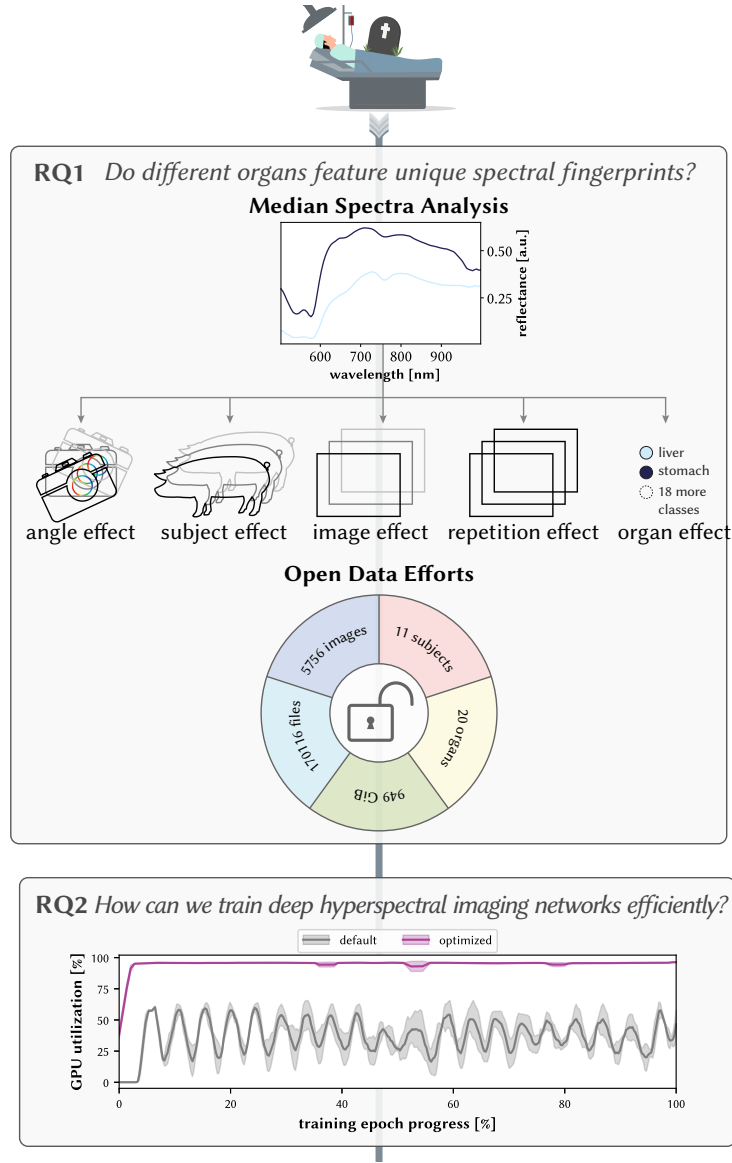 RQ1 Do different organs feature unique spectral fingerprints?
Median Spectra Analysis
0.50
0.25
reflectance [a.u.]
600 700 800 900
wavelength [nm]
liver
stomach
18 more
classes
angle effect subject effect image effect repetition effect organ effect
Open Data Efforts
5756 images
11 subjects
20 organs
949 GiB
170116 files
RQ2 How can we train deep hyperspectral imaging networks efficiently?
default optimized
GPU utilization [%]
100
75
50
25
0
0 20 40 60 80 100
training epoch progress [%]